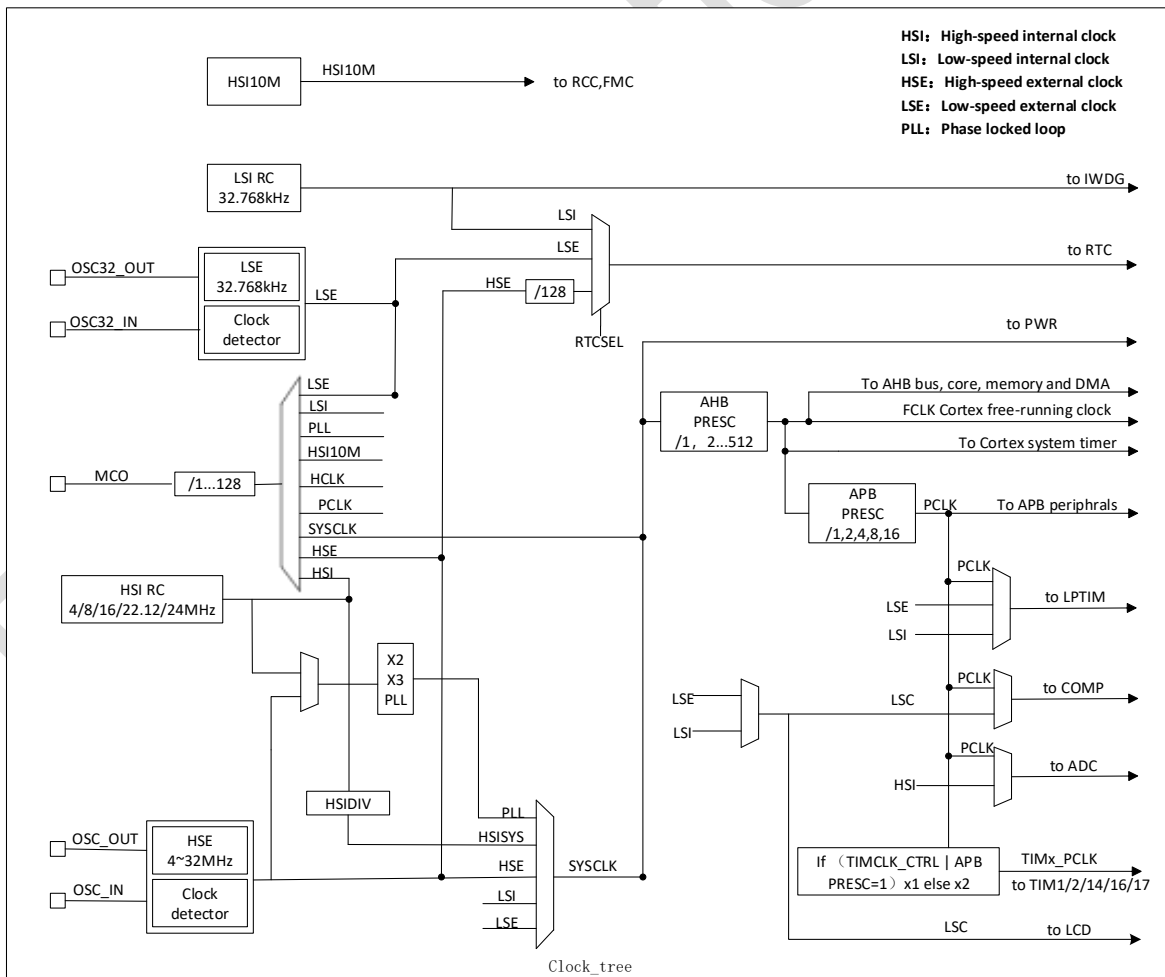 HSI：High-speed internal clock
LSI：Low-speed internal clock
HSE：High-speed external clock
LSE：Low-speed external clock
PLL：Phase locked loop
HSI10M
HSI10M
to RCC,FMC
LSI RC
32.768kHz
to IWDG
LSI
LSE
HSE
/128
RTCSEL
to RTC
OSC32_OUT
OSC32_IN
LSE
32.768kHz
Clock
detector
LSE
to PWR
LSE
LSI
PLL
HSI10M
HCLK
PCLK
SYSCLK
HSE
HSI
MCO
/1...128
AHB
PRESC
/1，2...512
To AHB bus, core, memory and DMA
FCLK Cortex free-running clock
To Cortex system timer
APB
PRESC
/1,2,4,8,16
PCLK
To APB periphrals
HSI RC
4/8/16/22.12/24MHz
PCLK
LSE
LSI
to LPTIM
X2
X3
PLL
LSE
LSI
LSC
PCLK
to COMP
PCLK
HSI
to ADC
HSIDIV
OSC_OUT
OSC_IN
HSE
4~32MHz
Clock
detector
PLL
HSISYS
HSE
LSI
LSE
SYSCLK
If （TIMCLK_CTRL | APB
PRESC=1）x1 else x2
TIMx_PCLK
to TIM1/2/14/16/17
LSC
to LCD
Clock_tree